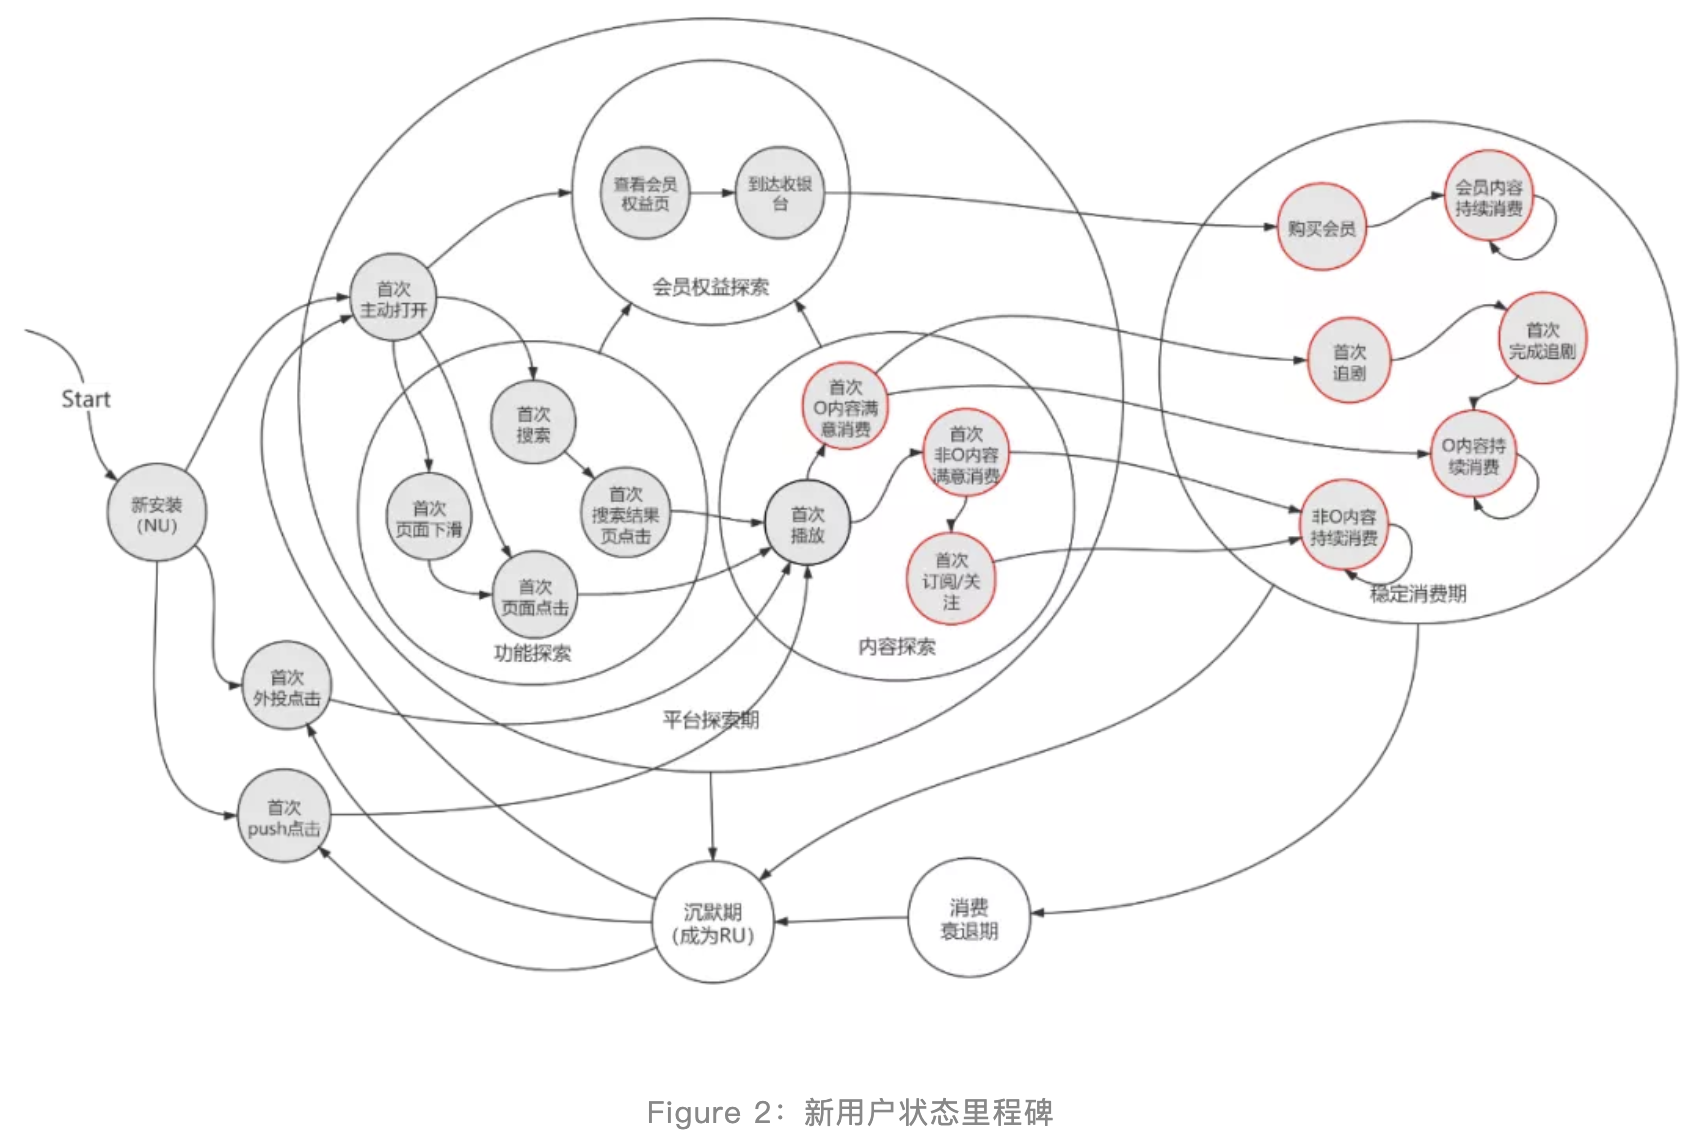 查看会员
权益页
到达收银
台
会员权益探索
会员内容
持续消费
购买会员
首次
主动打开
首次
追剧
首次
完成追剧
Start
首次
搜索
首次
O内容满
意消费
首次
非O内容
满意消费
O内容持
续消费
新安装
（NU）
首次
页面下滑
首次
搜索结果
页点击
首次
播放
非O内容
持续消费
首次
页面点击
首次
订阅/关
注
稳定消费期
功能探索
内容探索
首次
外投点击
平台探索期
首次
push点击
沉默期
（成为RU）
消费
衰退期
Figure 2：新用户状态里程碑